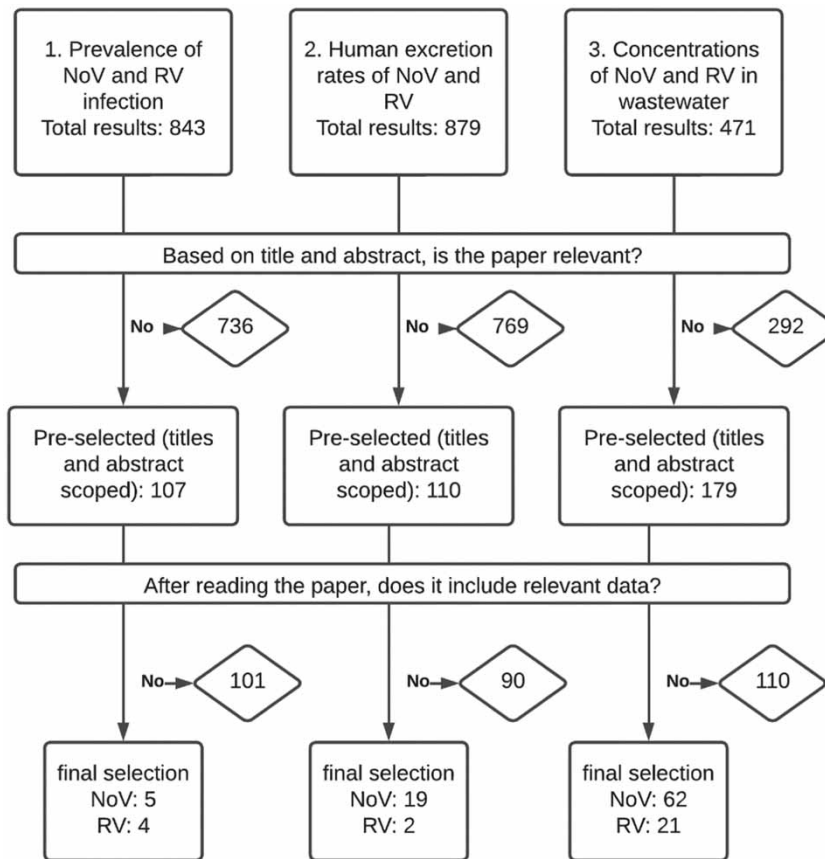 1. Prevalence of
NoV and RV
infection
Total results: 843
2. Human excretion
rates of NoV and
RV
Total results: 879
3. Concentrations
of NoV and RV in
wastewater
Total results: 471
Based on title and abstract, is the paper relevant?
No
736
No
769
No
292
Pre-selected (titles
and abstract
scoped): 107
Pre-selected (titles
and abstract
scoped): 110
Pre-selected (titles
and abstract
scoped): 179
After reading the paper, does it include relevant data?
No
101
No
90
No
110
final selection
NoV: 5
RV: 4
final selection
NoV: 19
RV: 2
final selection
NoV: 62
RV: 21